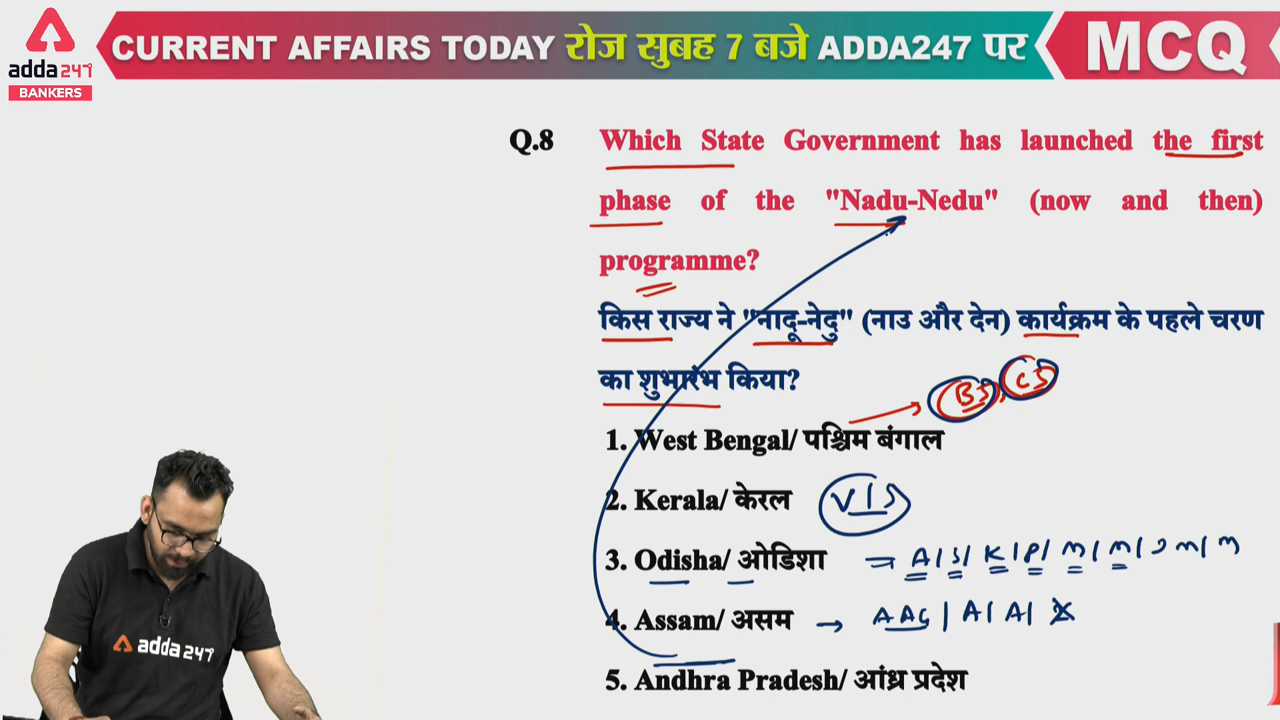 CURRENT AFFAIRS TODAY रोज सुबह 7 बजे ADDA247 पर
MCQ
adda247
BANKERS
Q.8 Which State Government has launched the first
phase of the "Nadu-Nedu" (now and then)
programme?
किस राज्य ने "नादू-नेदु" (नाउ और देन) कार्यक्रम के पहले चरण
का शुभारंभ किया?
BJ, CJ
1. West Bengal/ पश्चिम बंगाल
2. Kerala/ केरल
3. Odisha/ ओडिशा
4. Assam/ असम
5. Andhra Pradesh/ आंध्र प्रदेश
adda247